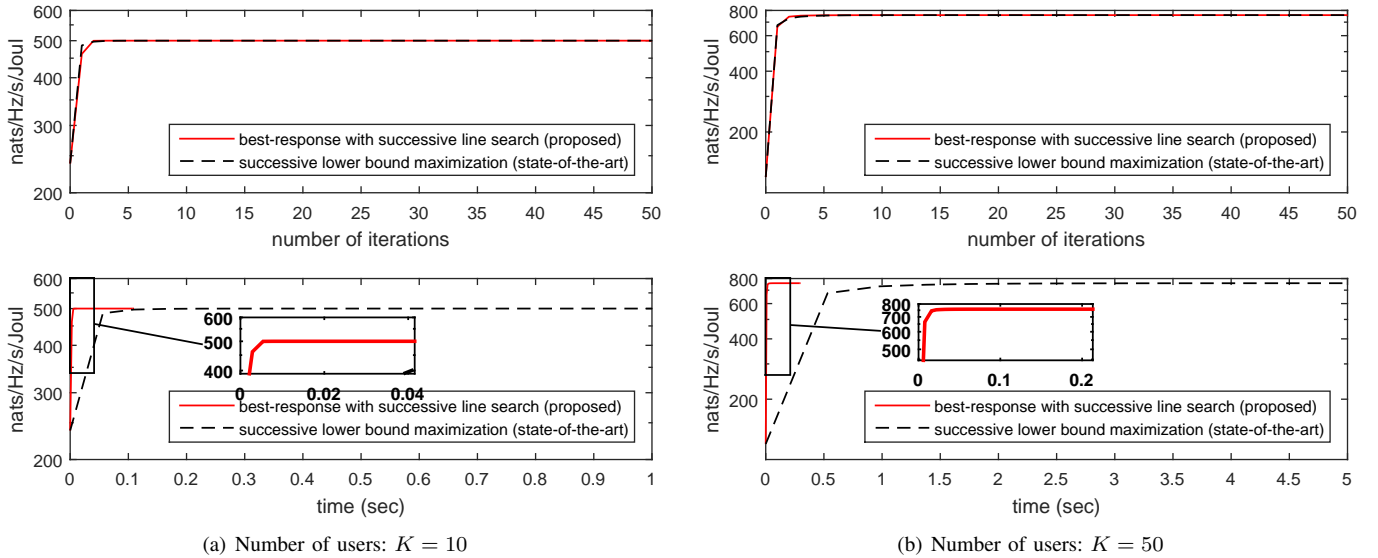 600
500
400
300
200
nats/Hz/s/Joul
best-response with successive line search (proposed)
successive lower bound maximization (state-of-the-art)
0 5 10 15 20 25 30 35 40 45 50
number of iterations
800
600
400
200
nats/Hz/s/Joul
best-response with successive line search (proposed)
successive lower bound maximization (state-of-the-art)
0 5 10 15 20 25 30 35 40 45 50
number of iterations
600
500
400
300
200
nats/Hz/s/Joul
600
500
400
0 0.02 0.04
best-response with successive line search (proposed)
successive lower bound maximization (state-of-the-art)
0 0.1 0.2 0.3 0.4 0.5 0.6 0.7 0.8 0.9 1
time (sec)
(a) Number of users: K = 10
800
600
400
200
nats/Hz/s/Joul
800
700
600
500
0 0.1 0.2
best-response with successive line search (proposed)
successive lower bound maximization (state-of-the-art)
0 0.5 1 1.5 2 2.5 3 3.5 4 4.5 5
time (sec)
(b) Number of users: K = 50